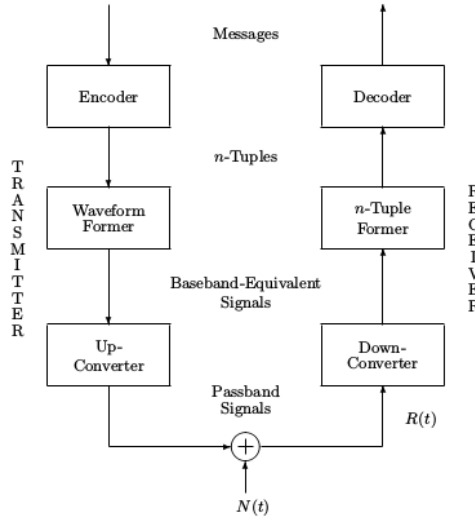 Messages
Encoder
Decoder
n-Tuples
TRANSMITTER
Waveform
Former
n-Tuple
Former
RECEIVER
Baseband-Equivalent
Signals
Up-
Converter
Down-
Converter
Passband
Signals
R(t)
+
N(t)